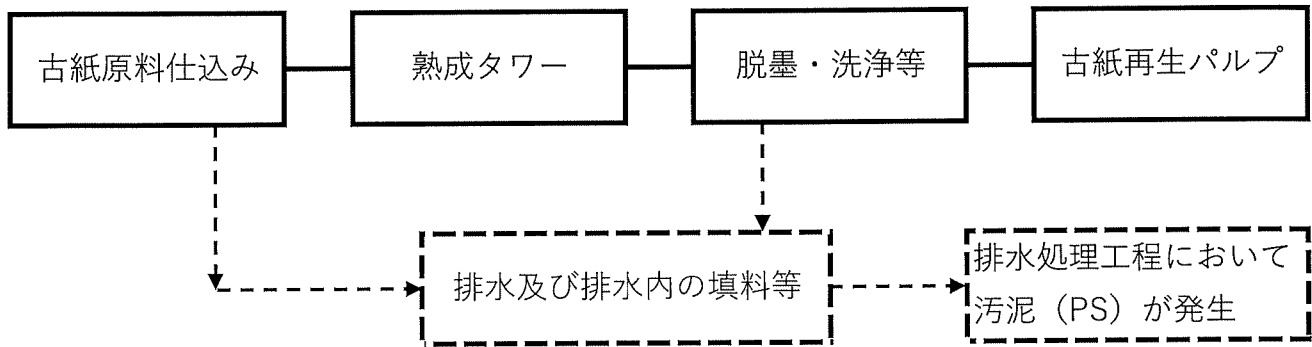 古紙原料仕込み
熟成タワー
脱墨・洗浄等
古紙再生パルプ
排水及び排水内の填料等
排水処理工程において
汚泥（PS）が発生